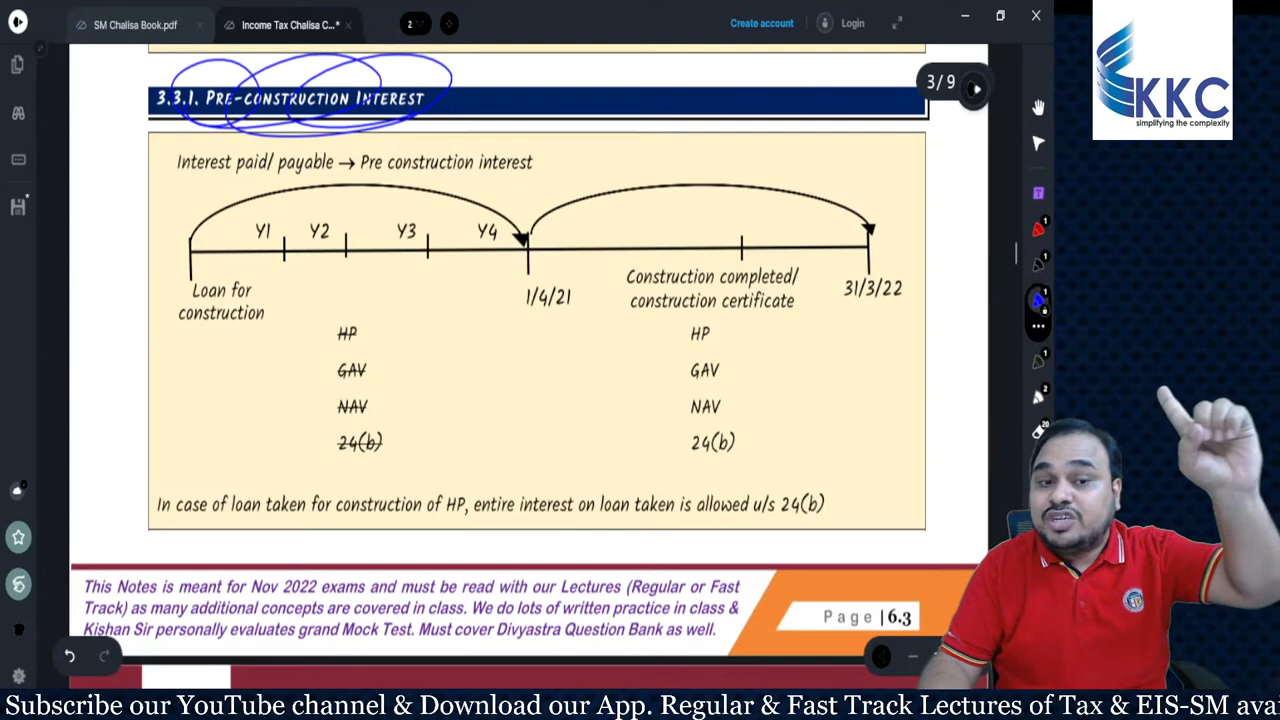 SM Chalisa Book.pdf
Income Tax Chalisa C...*
2
Create account
Login
3.3.1. PRE-CONSTRUCTION INTEREST
3/9
KKC
simplifying the complexity
Interest paid/ payable → Pre construction interest
Y1 Y2 Y3 Y4
Loan for
construction
1/4/21
Construction completed/
construction certificate
31/3/22
HP HP
GAV GAV
NAV NAV
24(b) 24(b)
In case of loan taken for construction of HP, entire interest on loan taken is allowed u/s 24(b)
This Notes is meant for Nov 2022 exams and must be read with our Lectures (Regular or Fast
Track) as many additional concepts are covered in class. We do lots of written practice in class &
Kishan Sir personally evaluates grand Mock Test. Must cover Divyastra Question Bank as well.
Page | 6.3
Subscribe our YouTube channel & Download our App. Regular & Fast Track Lectures of Tax & EIS-SM ava